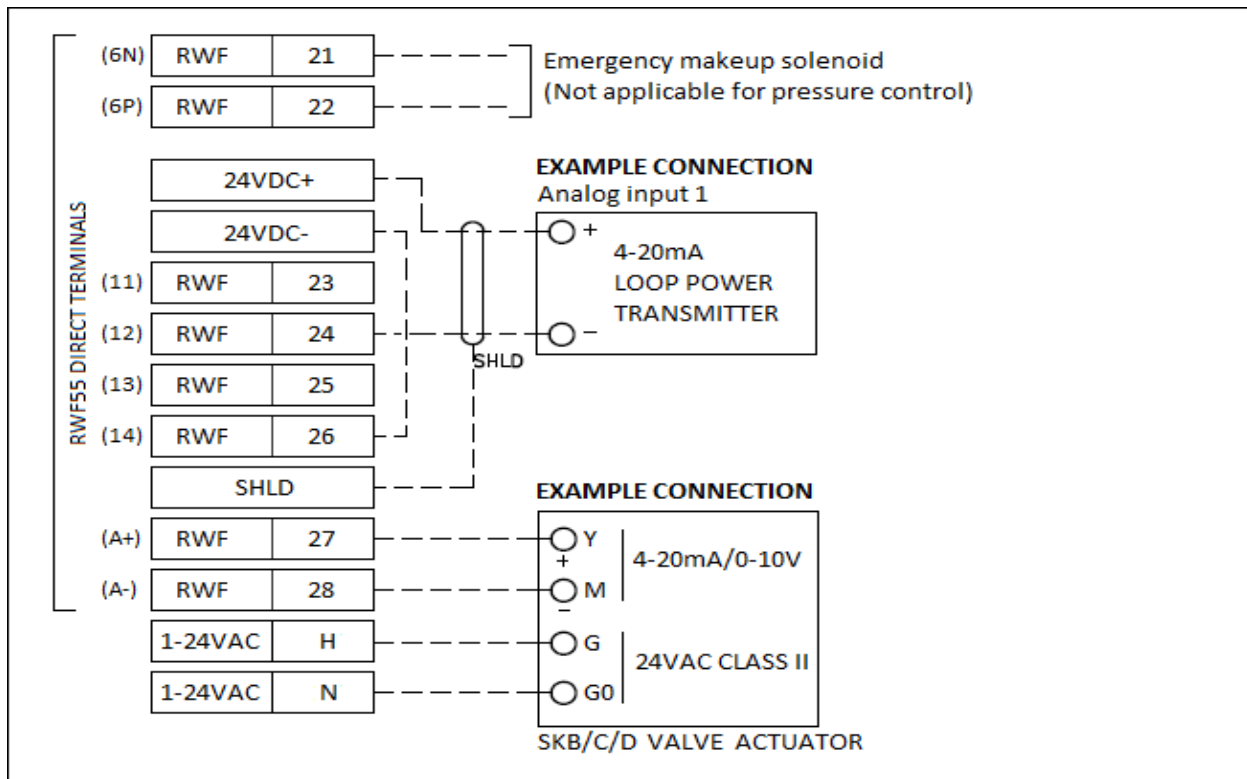 RWF55 DIRECT TERMINALS
(6N) RWF 21
(6P) RWF 22
Emergency makeup solenoid
(Not applicable for pressure control)
24VDC+
24VDC-
(11) RWF 23
(12) RWF 24
(13) RWF 25
(14) RWF 26
SHLD
(A+) RWF 27
(A-) RWF 28
1-24VAC H
1-24VAC N
EXAMPLE CONNECTION
Analog input 1
+
4-20mA
LOOP POWER
TRANSMITTER
−
SHLD
EXAMPLE CONNECTION
Y
+
4-20mA/0-10V
M
−
G
24VAC CLASS II
G0
SKB/C/D VALVE ACTUATOR